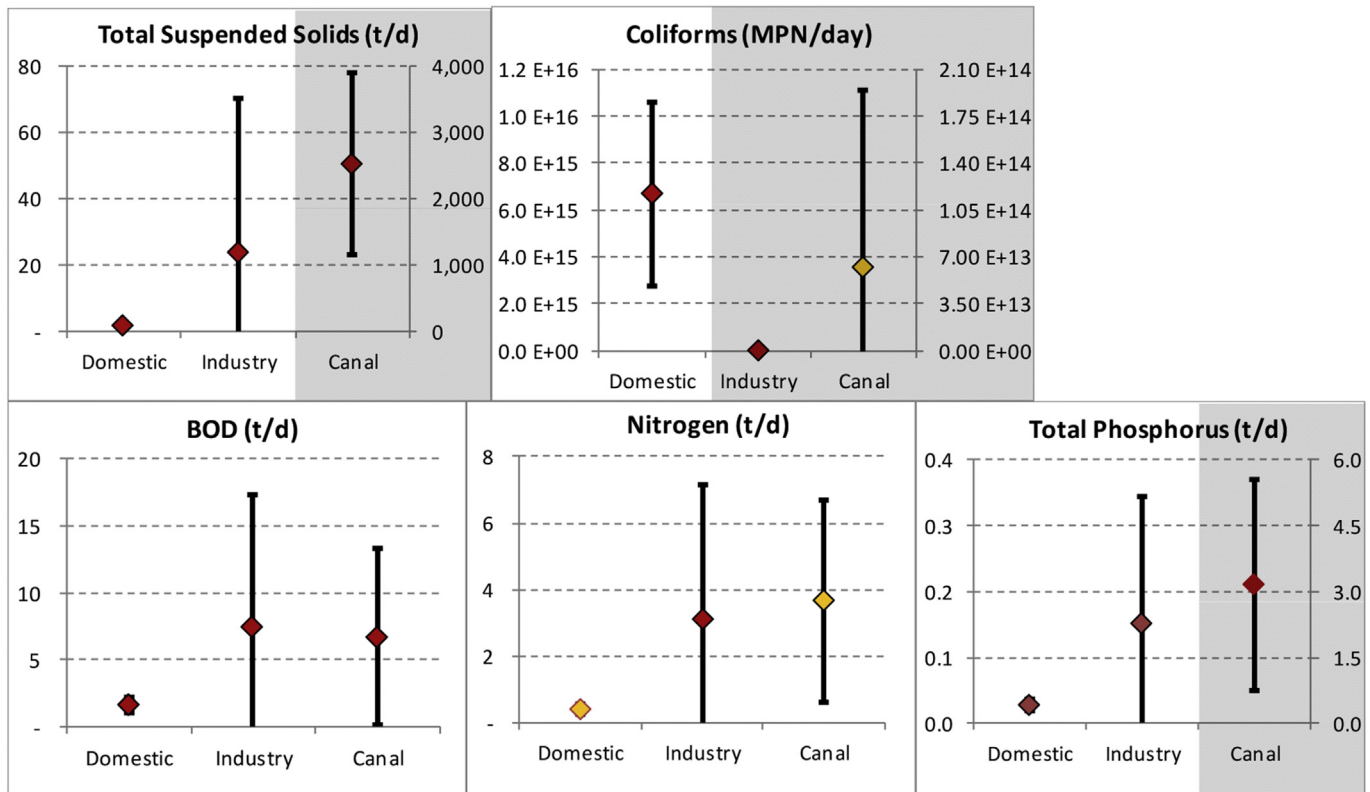 Total Suspended Solids (t/d)
80 4,000
60 3,000
40 2,000
20 1,000
- 0
Domestic Industry Canal
Coliforms (MPN/day)
1.2 E+16 2.10 E+14
1.0 E+16 1.75 E+14
8.0 E+15 1.40 E+14
6.0 E+15 1.05 E+14
4.0 E+15 7.00 E+13
2.0 E+15 3.50 E+13
0.0 E+00 0.00 E+00
Domestic Industry Canal
BOD (t/d)
20
15
10
5
-
Domestic Industry Canal
Nitrogen (t/d)
8
6
4
2
-
Domestic Industry Canal
Total Phosphorus (t/d)
0.4 6.0
0.3 4.5
0.2 3.0
0.1 1.5
0.0 0.0
Domestic Industry Canal